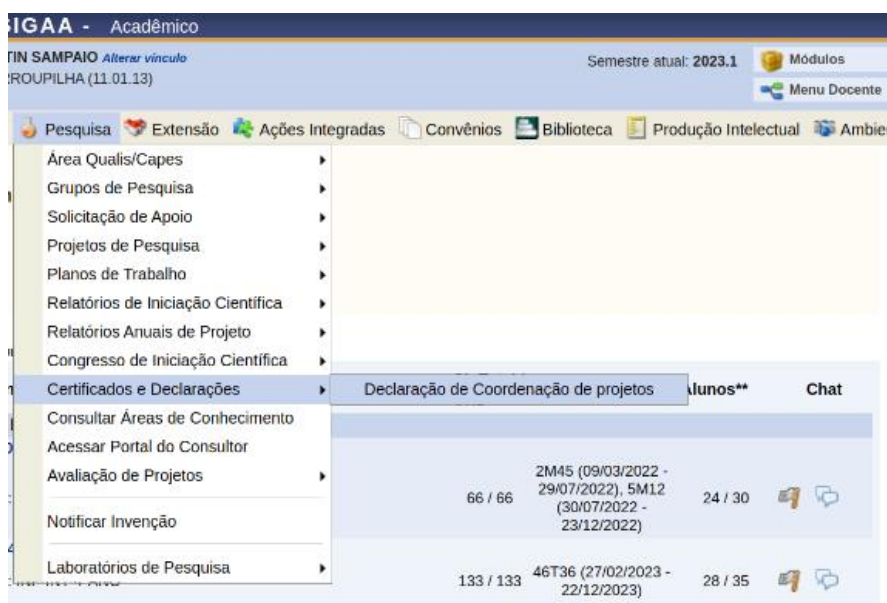 SIGAA - Acadêmico
TIN SAMPAIO Alterar vínculo
Semestre atual: 2023.1
Módulos
ROUPILHA (11.01.13)
Menu Docente
Pesquisa Extensão Ações Integradas Convênios Biblioteca Produção Intelectual Ambie
Área Qualis/Capes
Grupos de Pesquisa
Solicitação de Apoio
Projetos de Pesquisa
Planos de Trabalho
Relatórios de Iniciação Científica
Relatórios Anuais de Projeto
Congresso de Iniciação Científica
Certificados e Declarações
Declaração de Coordenação de projetos
Alunos** Chat
Consultar Áreas de Conhecimento
Acessar Portal do Consultor
Avaliação de Projetos
Notificar Invenção
Laboratórios de Pesquisa
66 / 66
2M45 (09/03/2022 -
29/07/2022), 5M12
(30/07/2022 -
23/12/2022)
24 / 30
133 / 133
46T36 (27/02/2023 -
22/12/2023)
28 / 35